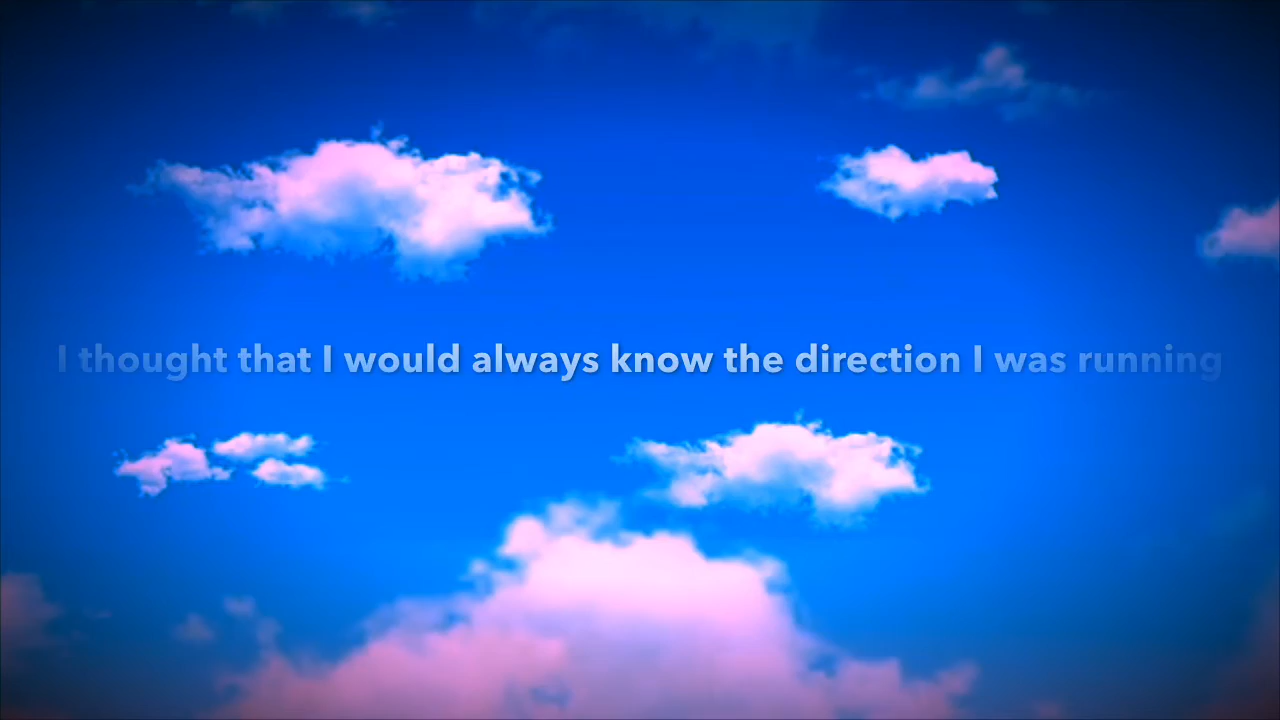 I thought that I would always know the direction I was running